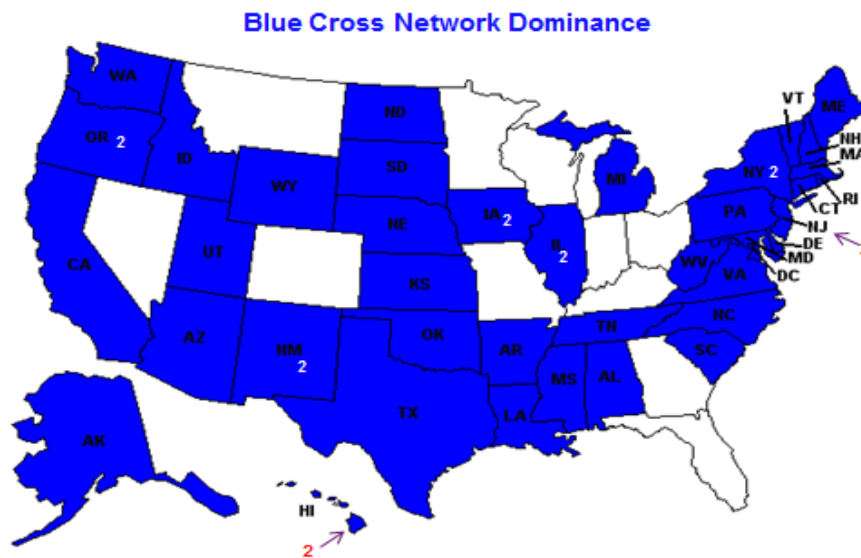 Blue Cross Network Dominance
WA
ND
VT
ME
OR 2
ID
NH
MA
SD
WY
MI
NY 2
RI
CT
IA 2
NE
PA
NJ
DE
MD
DC
IL 2
UT
CA
WV
VA
KS
NC
TN
AZ
NM 2
OK
AR
SC
MS
AL
TX
LA
AK
HI
2